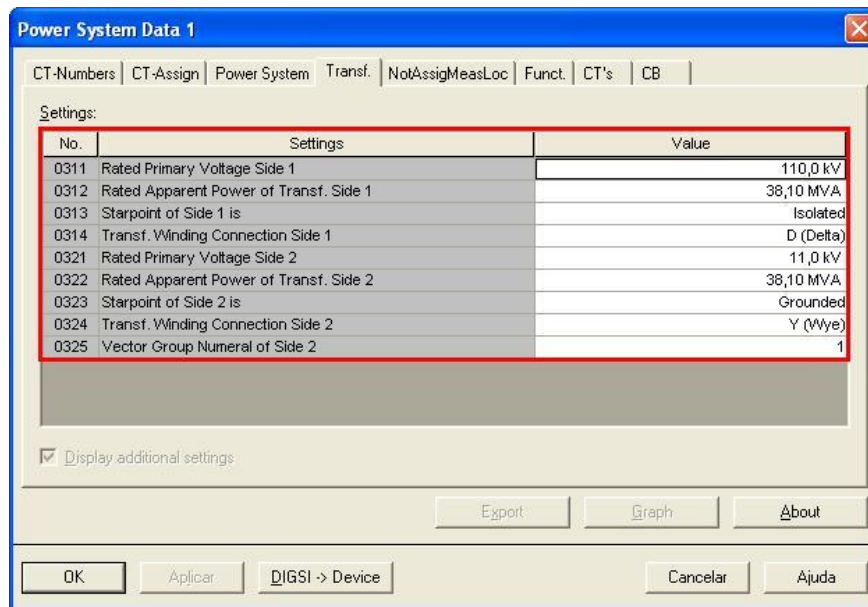 Power System Data 1
CT-Numbers CT-Assign Power System Transf. NotAssigMeasLoc Funct. CT's CB
Settings:
No. Settings Value
0311 Rated Primary Voltage Side 1 110,0 kV
0312 Rated Apparent Power of Transf. Side 1 38,10 MVA
0313 Starpoint of Side 1 is Isolated
0314 Transf. Winding Connection Side 1 D (Delta)
0321 Rated Primary Voltage Side 2 11,0 kV
0322 Rated Apparent Power of Transf. Side 2 38,10 MVA
0323 Starpoint of Side 2 is Grounded
0324 Transf. Winding Connection Side 2 Y (Wye)
0325 Vector Group Numeral of Side 2 1
Display additional settings
Export Graph About
OK Aplicar DIGSI -> Device Cancelar Ajuda